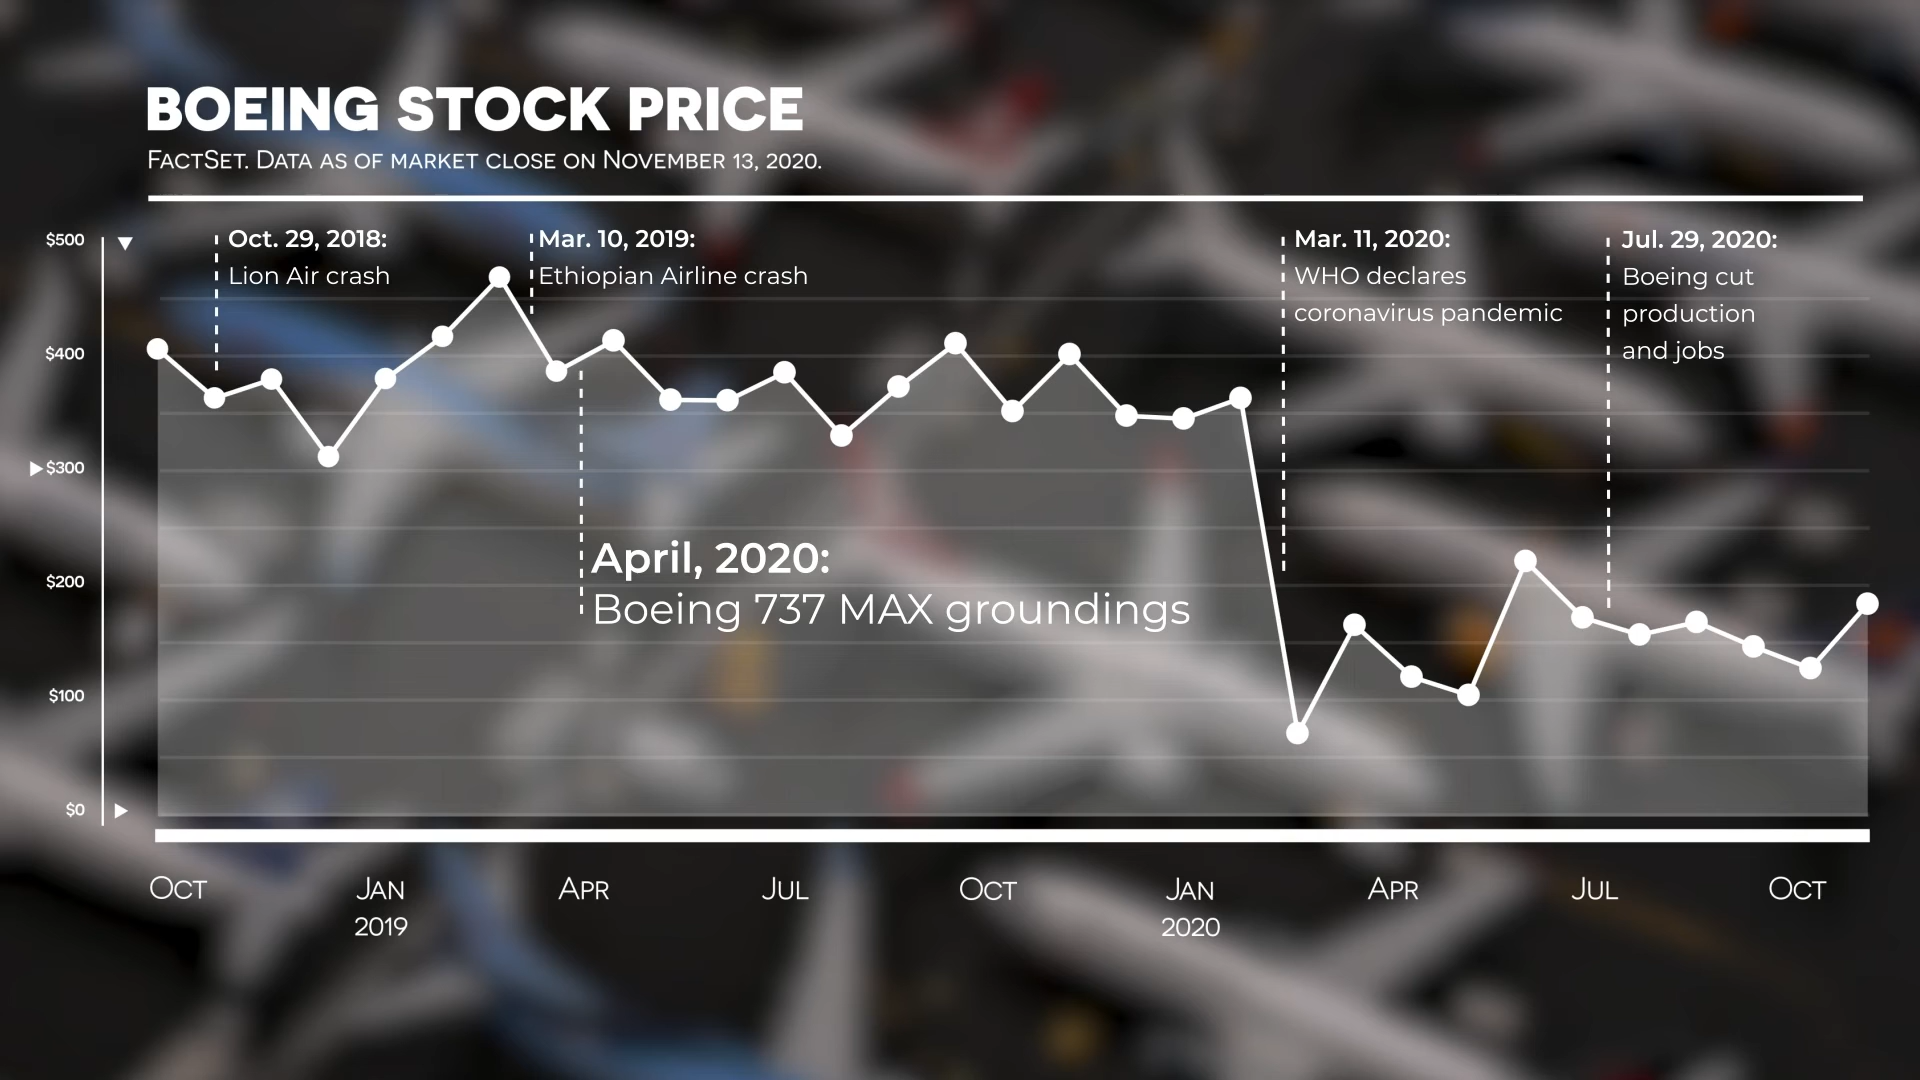 BOEING STOCK PRICE
FACTSET. DATA AS OF MARKET CLOSE ON NOVEMBER 13, 2020.
$500
$400
$300
$200
$100
$0
Oct. 29, 2018:
Lion Air crash
Mar. 10, 2019:
Ethiopian Airline crash
Mar. 11, 2020:
WHO declares
coronavirus pandemic
Jul. 29, 2020:
Boeing cut
production
and jobs
April, 2020:
Boeing 737 MAX groundings
OCT
JAN
2019
APR
JUL
OCT
JAN
2020
APR
JUL
OCT